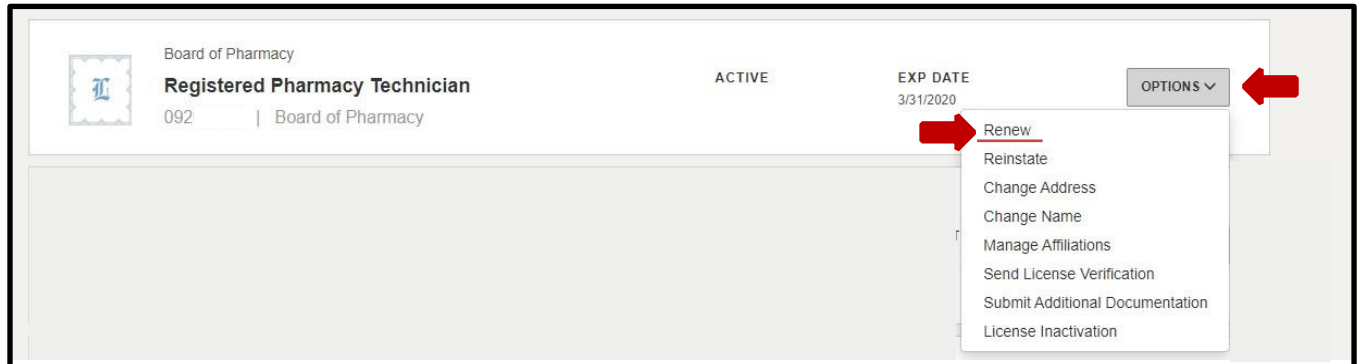 Board of Pharmacy
L
Registered Pharmacy Technician
092 | Board of Pharmacy
ACTIVE
EXP DATE
3/31/2020
OPTIONS
Renew
Reinstate
Change Address
Change Name
Manage Affiliations
Send License Verification
Submit Additional Documentation
License Inactivation